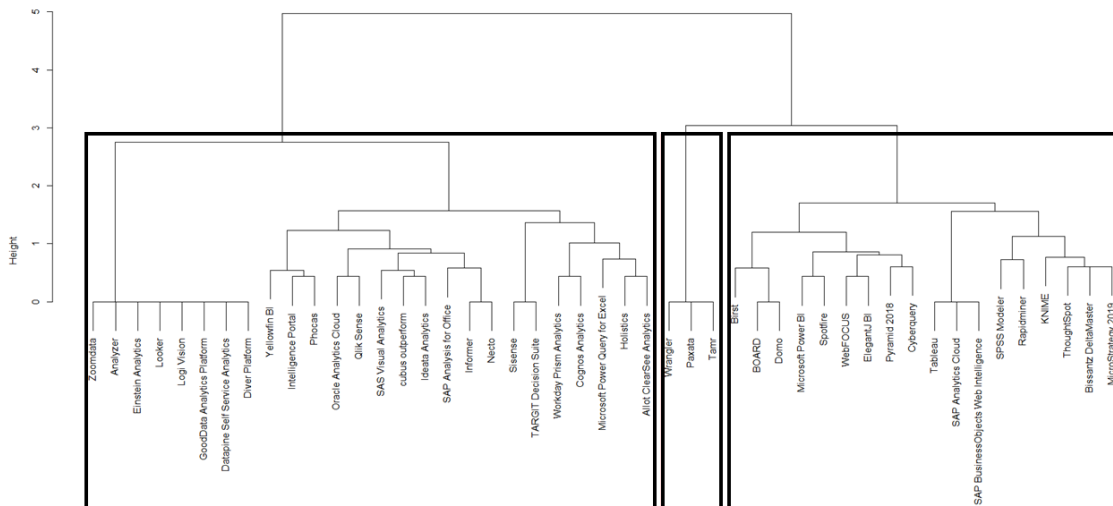 5
4
3
2
1
0
Height
Zoomdata
Analyzer
Einstein Analytics
Looker
Logi Vision
GoodData Analytics Platform
Datapine Self Service Analytics
Diver Platform
Yellowfin BI
Intelligence Portal
Phocas
Oracle Analytics Cloud
Qlik Sense
SAS Visual Analytics
cubus outperform
Ideata Analytics
SAP Analysis for Office
Informer
Necto
Sisense
TARGIT Decision Suite
Workday Prism Analytics
Cognos Analytics
Microsoft Power Query for Excel
Holistics
Allot ClearSee Analytics
Wrangler
Paxata
Tamr
Birst
BOARD
Domo
Microsoft Power BI
Spotfire
WebFOCUS
ElegantJ BI
Pyramid 2018
Cyberquery
Tableau
SAP Analytics Cloud
SAP BusinessObjects Web Intelligence
SPSS Modeler
Rapidminer
KNIME
ThoughtSpot
Bissantz DeltaMaster
MicroStrategy 2019